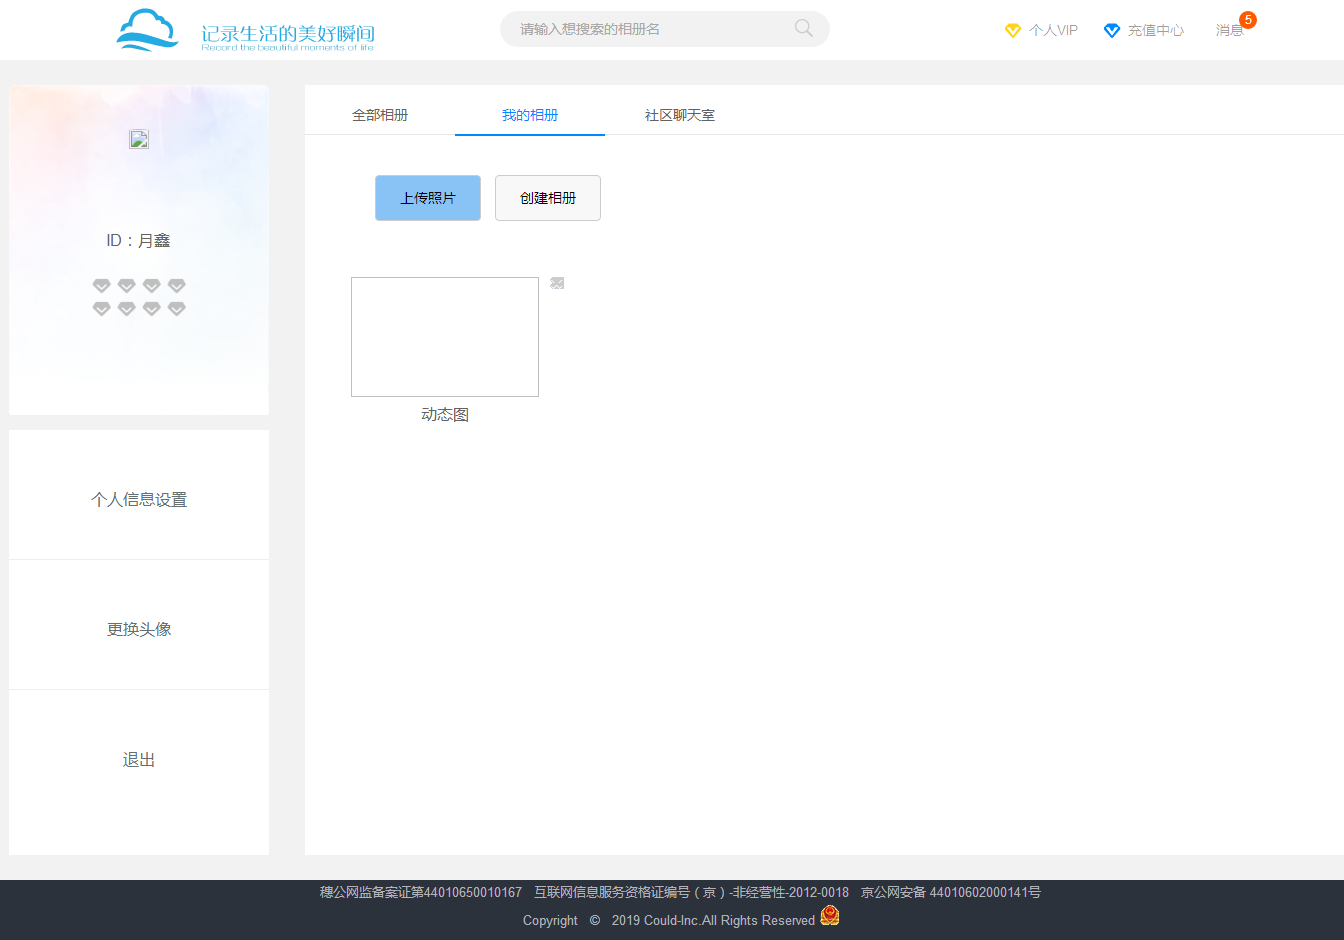 记录生活的美好瞬间
Record the beautiful moments of life
请输入想搜索的相册名
个人VIP
充值中心
消息
5
全部相册
我的相册
社区聊天室
上传照片
创建相册
ID：月鑫
动态图
个人信息设置
更换头像
退出
穗公网监备案证第44010650010167 互联网信息服务资格证编号（京）-非经营性-2012-0018 京公网安备 44010602000141号
Copyright © 2019 Could-Inc.All Rights Reserved